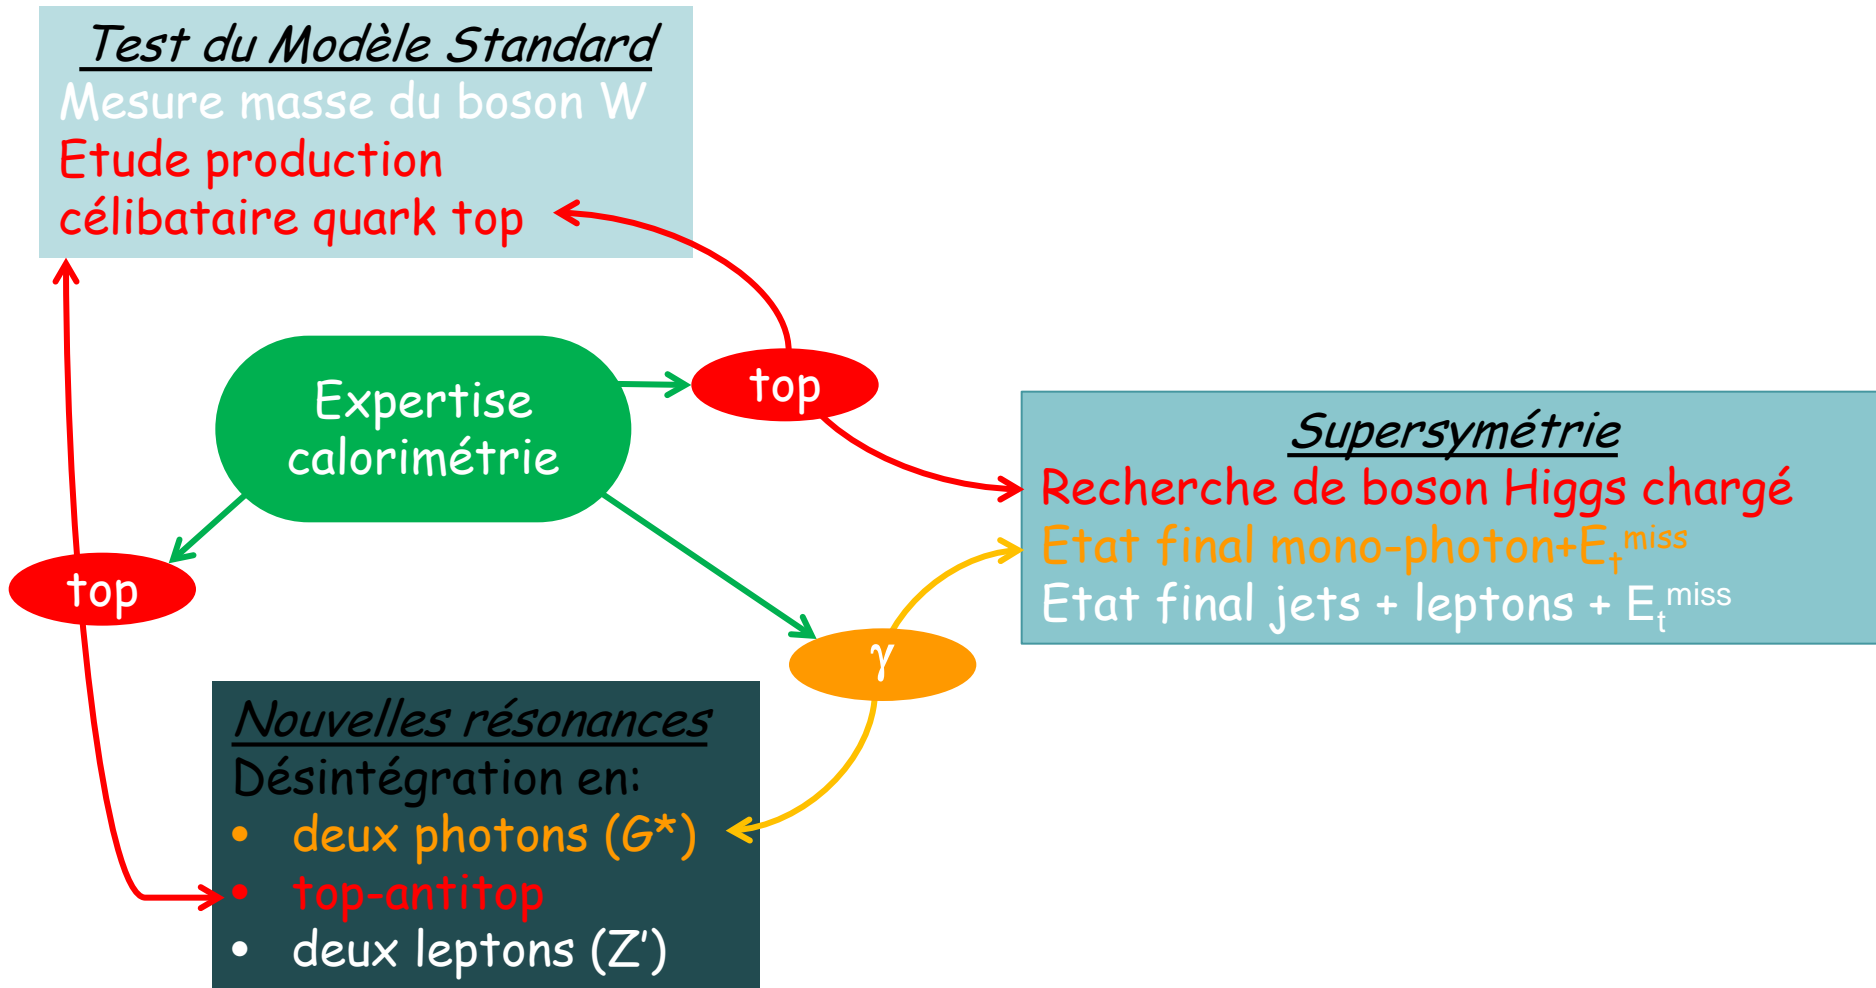 Test du Modèle Standard
Mesure masse du boson W
Etude production
célibataire quark top
Expertise
calorimétrie
top
top
γ
Supersymétrie
Recherche de boson Higgs chargé
Etat final mono-photon+Etmiss
Etat final jets + leptons + Etmiss
Nouvelles résonances
Désintégration en:
• deux photons (G*)
• top-antitop
• deux leptons (Z’)